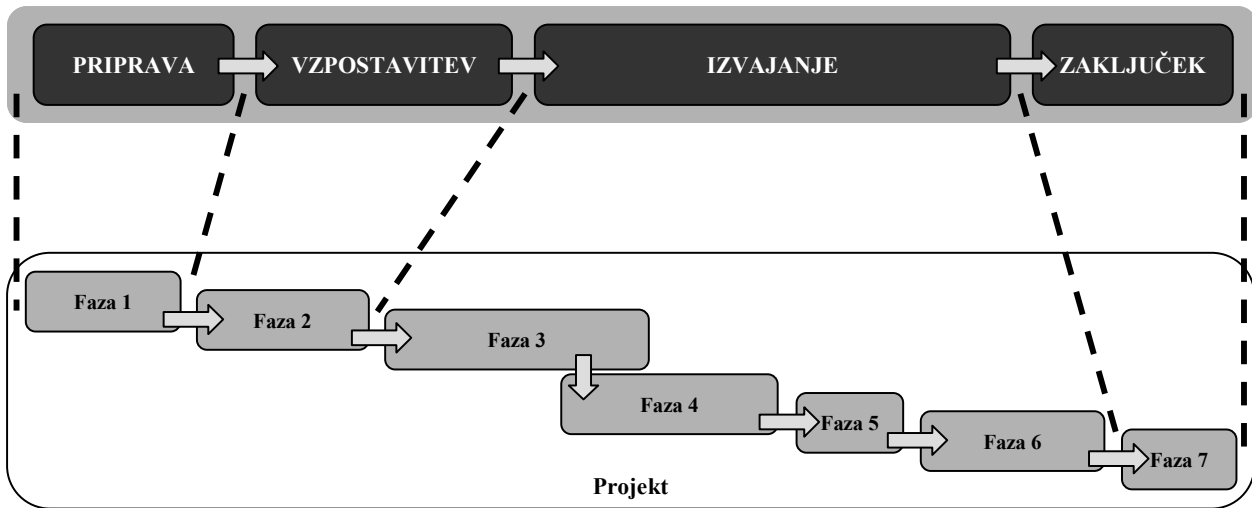 PRIPRAVA
VZPOSTAVITEV
IZVAJANJE
ZAKLJUČEK
Faza 1
Faza 2
Faza 3
Faza 4
Faza 5
Faza 6
Faza 7
Projekt